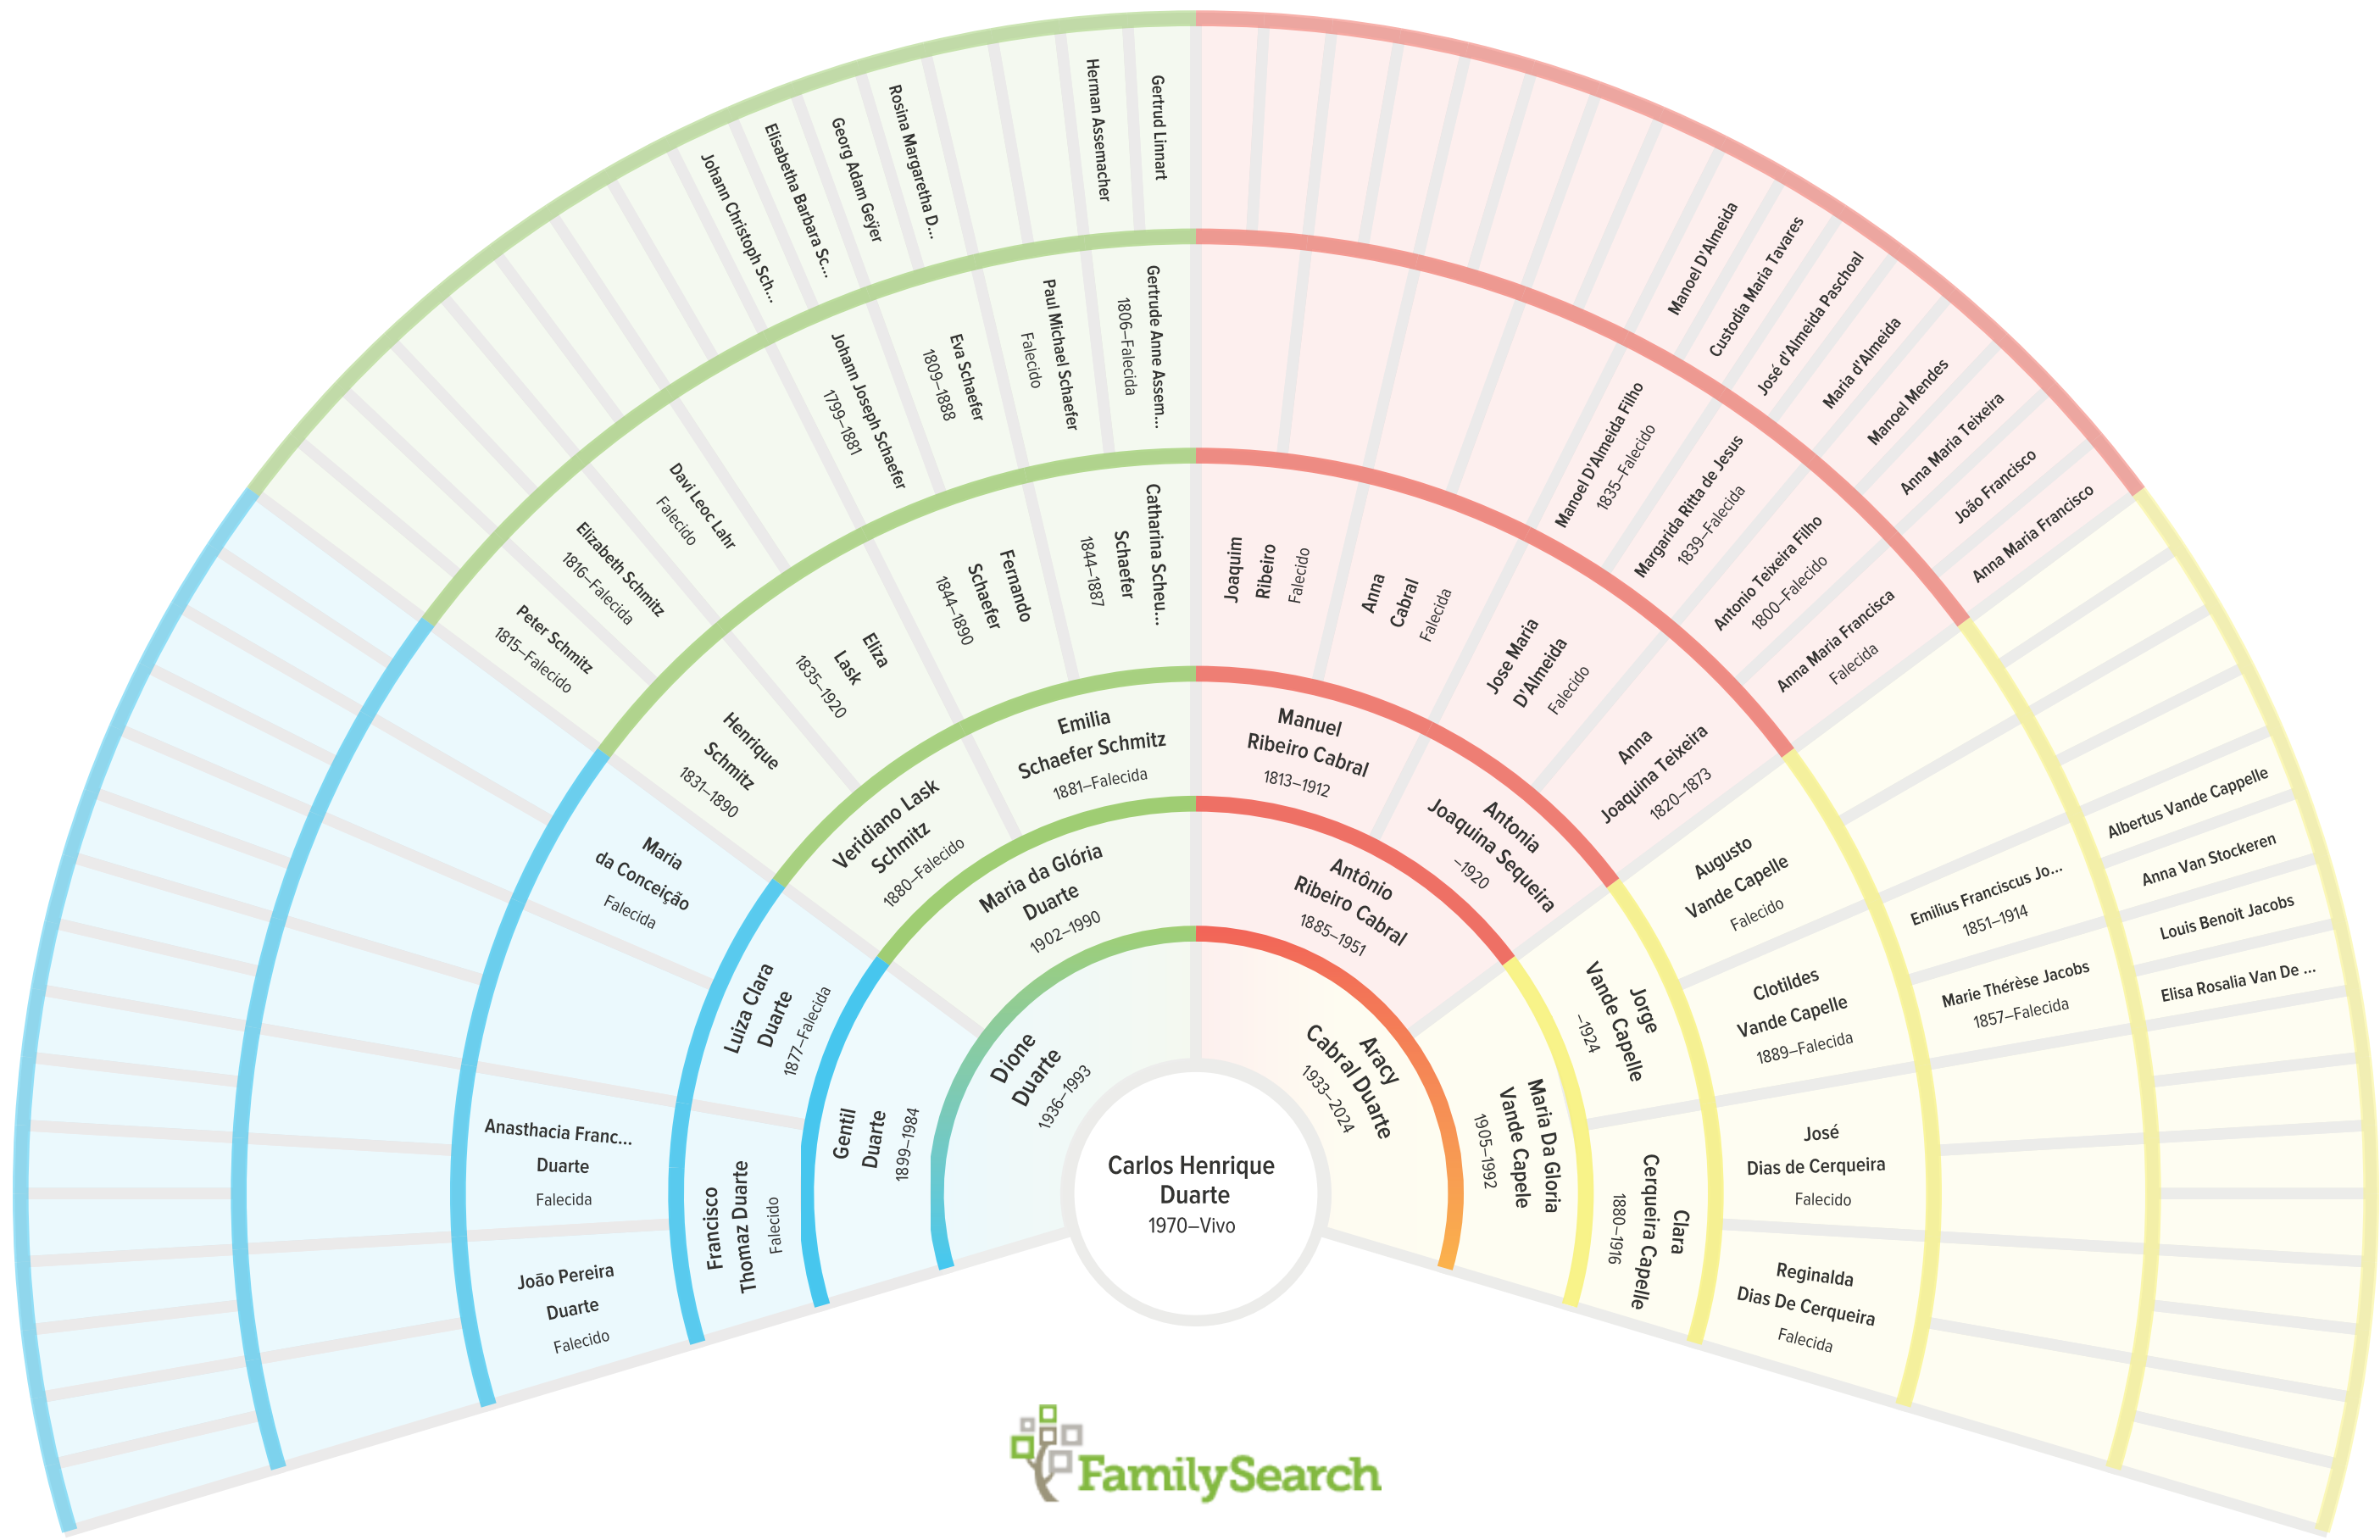 Carlos Henrique
Duarte
1970–Vivo
Dione
Duarte
1936–1993
Aracy
Cabral Duarte
1933–2024
Gentil
Duarte
1899–1984
Maria da Glória
Duarte
1902–1990
Antônio
Ribeiro Cabral
1885–1951
Maria Da Gloria
Vande Capele
1905–1992
Francisco
Thomaz Duarte
Falecido
Luiza Clara
Duarte
1877–Falecida
Veridiano Lask
Schmitz
1880–Falecido
Emilia
Schaefer Schmitz
1881–Falecida
Manuel
Ribeiro Cabral
1813–1912
Antonia
Joaquina Sequeira
–1920
Jorge
Vande Capelle
–1924
Clara
Cerqueira Capelle
1880–1916
João Pereira
Duarte
Falecido
Anasthacia Franc...
Duarte
Falecida
Maria
da Conceição
Falecida
Henrique
Schmitz
1831–1890
Eliza
Lask
1835–1920
Fernando
Schaefer
1844–1890
Catharina Scheu...
Schaefer
1844–1887
Joaquim
Ribeiro
Falecido
Anna
Cabral
Falecida
Jose Maria
D'Almeida
Falecido
Anna
Joaquina Teixeira
1820–1873
Augusto
Vande Capelle
Falecido
Clotildes
Vande Capelle
1889–Falecida
José
Dias de Cerqueira
Falecido
Reginalda
Dias De Cerqueira
Falecida
Peter Schmitz
1815–Falecido
Elizabeth Schmitz
1816–Falecida
Davi Leoc Lahr
Falecido
Johann Joseph Schaefer
1799–1881
Eva Schaefer
1809–1888
Paul Michael Schaefer
Falecido
Gertrude Anne Assem...
1806–Falecida
Manoel D'Almeida Filho
1835–Falecido
Margarida Ritta de Jesus
1839–Falecida
Antonio Teixeira Filho
1800–Falecido
Anna Maria Francisca
Falecida
Emilius Franciscus Jo...
1851–1914
Marie Thérèse Jacobs
1857–Falecida
Johann Christoph Sch...
Elisabetha Barbara Sc...
Georg Adam Geÿer
Rosina Margaretha D...
Herman Assemacher
Gertrud Linnart
Manoel D'Almeida
Custodia Maria Tavares
José d'Almeida Paschoal
Maria d'Almeida
Manoel Mendes
Anna Maria Teixeira
João Francisco
Anna Maria Francisco
Albertus Vande Cappelle
Anna Van Stockeren
Louis Benoit Jacobs
Elisa Rosalia Van De ...
FamilySearch